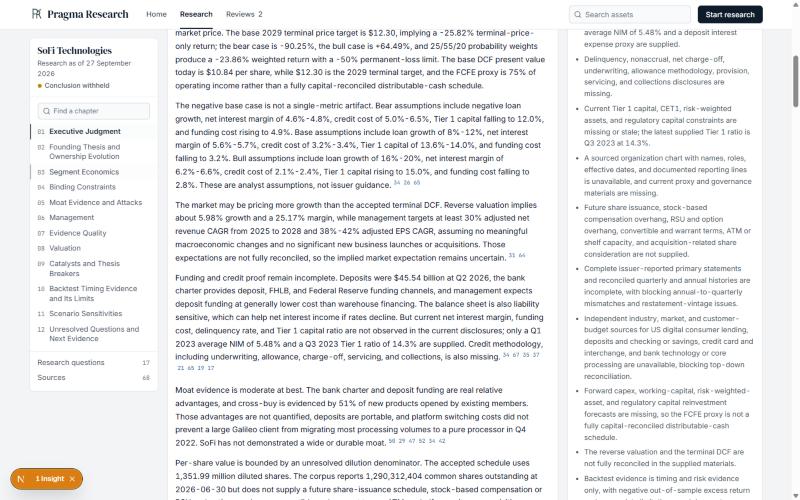 Pragma Research
Home
Research
Reviews 2
Search assets
Start research
SoFi Technologies
Research as of 27 September
2026
Conclusion withheld
Find a chapter
01 Executive Judgment
02 Founding Thesis and
Ownership Evolution
03 Segment Economics
04 Binding Constraints
05 Moat Evidence and Attacks
06 Management
07 Evidence Quality
08 Valuation
09 Catalysts and Thesis
Breakers
10 Backtest Timing Evidence
and Its Limits
11 Scenario Sensitivities
12 Unresolved Questions and
Next Evidence
Research questions 17
Sources 68
1 Insight
market price. The base 2029 terminal price target is $12.30, implying a -25.82% terminal-price-
only return; the bear case is -90.25%, the bull case is +64.49%, and 25/55/20 probability weights
produce a -23.86% weighted return with a -50% permanent-loss limit. The base DCF present value
today is $10.84 per share, while $12.30 is the 2029 terminal target, and the FCFE proxy is 75% of
operating income rather than a fully capital-reconciled distributable-cash schedule.
The negative base case is not a single-metric artifact. Bear assumptions include negative loan
growth, net interest margin of 4.6%-4.8%, credit cost of 5.0%-6.5%, Tier 1 capital falling to 12.0%,
and funding cost rising to 4.9%. Base assumptions include loan growth of 8%-12%, net interest
margin of 5.6%-5.7%, credit cost of 3.2%-3.4%, Tier 1 capital of 13.6%-14.0%, and funding cost
falling to 3.2%. Bull assumptions include loan growth of 16%-20%, net interest margin of
6.2%-6.6%, credit cost of 2.1%-2.4%, Tier 1 capital rising to 15.0%, and funding cost falling to
2.8%. These are analyst assumptions, not issuer guidance. 34 26 65
The market may be pricing more growth than the accepted terminal DCF. Reverse valuation implies
about 5.98% growth and a 25.17% margin, while management targets at least 30% adjusted net
revenue CAGR from 2025 to 2028 and 38%-42% adjusted EPS CAGR, assuming no meaningful
macroeconomic changes and no significant new business launches or acquisitions. Those
expectations are not fully reconciled, so the implied market expectation remains uncertain. 31 64
Funding and credit proof remain incomplete. Deposits were $45.54 billion at Q2 2026, the bank
charter provides deposit, FHLB, and Federal Reserve funding channels, and management expects
deposit funding at generally lower cost than warehouse financing. The balance sheet is also liability
sensitive, which can help net interest income if rates decline. But current net interest margin, funding
cost, delinquency rate, and Tier 1 capital ratio are not observed in the current disclosures; only a Q1
2023 average NIM of 5.48% and a Q3 2023 Tier 1 ratio of 14.3% are supplied. Credit methodology,
including underwriting, allowance, charge-off, servicing, and collections, is also missing. 34 67 35 37
21 65 19 17
Moat evidence is moderate at best. The bank charter and deposit funding are real relative
advantages, and cross-buy is evidenced by 51% of new products opened by existing members.
Those advantages are not quantified, deposits are portable, and platform switching costs did not
prevent a large Galileo client from migrating most processing volumes to a pure processor in Q4
2022. SoFi has not demonstrated a wide or durable moat. 50 29 47 52 34 42
Per-share value is bounded by an unresolved dilution denominator. The accepted schedule uses
1,351.99 million diluted shares. The corpus reports 1,290,312,404 common shares outstanding at
2026-06-30 but does not supply a future share-issuance schedule, stock-based compensation or
average NIM of 5.48% and a deposit interest
expense proxy are supplied.
Delinquency, nonaccrual, net charge-off,
underwriting, allowance methodology, provision,
servicing, and collections disclosures are
missing.
Current Tier 1 capital, CET1, risk-weighted
assets, and regulatory capital constraints are
missing or stale; the latest supplied Tier 1 ratio is
Q3 2023 at 14.3%.
A sourced organization chart with names, roles,
effective dates, and documented reporting lines
is unavailable, and current proxy and governance
materials are missing.
Future share issuance, stock-based
compensation overhang, RSU and option
overhang, convertible and warrant terms, ATM or
shelf capacity, and acquisition-related share
consideration are not supplied.
Complete issuer-reported primary statements
and reconciled quarterly and annual histories are
incomplete, with blocking annual-to-quarterly
mismatches and restatement-vintage issues.
Independent industry, market, and customer-
budget sources for US digital consumer lending,
deposits and checking or savings, credit card and
interchange, and bank technology or core
processing are unavailable, blocking top-down
reconciliation.
Forward capex, working-capital, risk-weighted-
asset, and regulatory capital reinvestment
forecasts are missing, so the FCFE proxy is not a
fully capital-reconciled distributable-cash
schedule.
The reverse valuation and the terminal DCF are
not fully reconciled in the supplied materials.
Backtest evidence is timing and risk evidence
only, with negative out-of-sample excess return